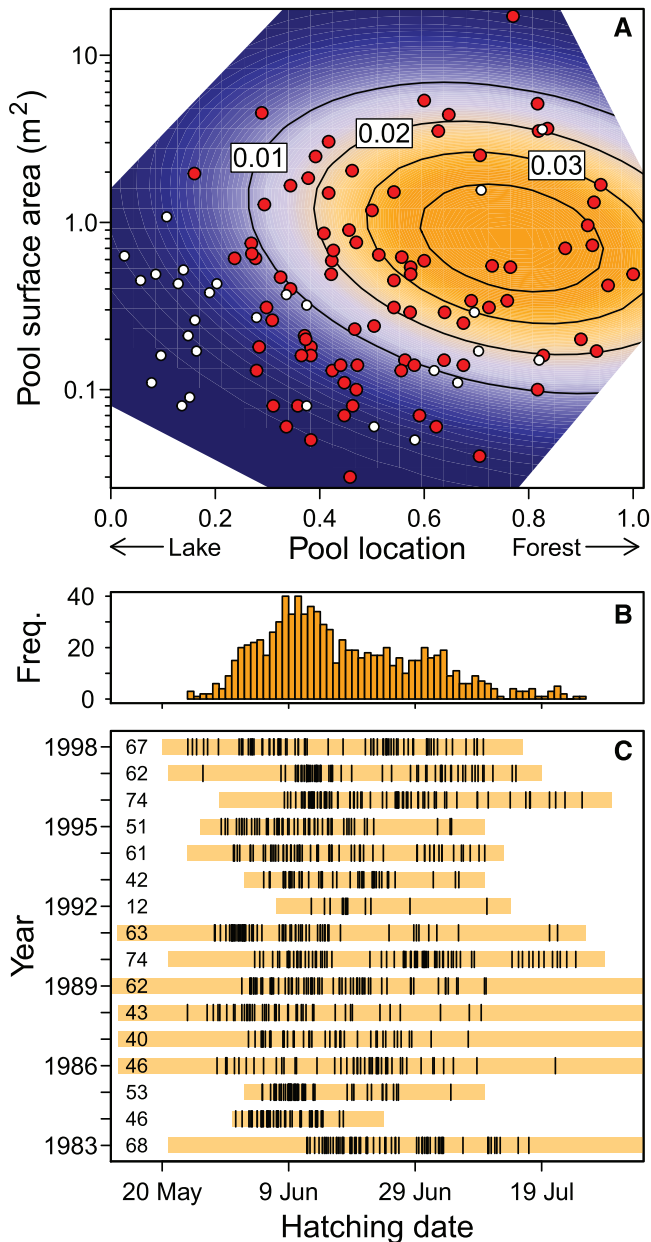 A
Pool surface area (m²)
10
1.0
0.1
0.01
0.02
0.03
0.0 0.2 0.4 0.6 0.8 1.0
← Lake Pool location Forest →
B
Freq.
40
20
0
C
Year
1998 67
62
74
1995 51
61
42
1992 12
63
74
1989 62
43
40
1986 46
53
46
1983 68
20 May 9 Jun 29 Jun 19 Jul
Hatching date